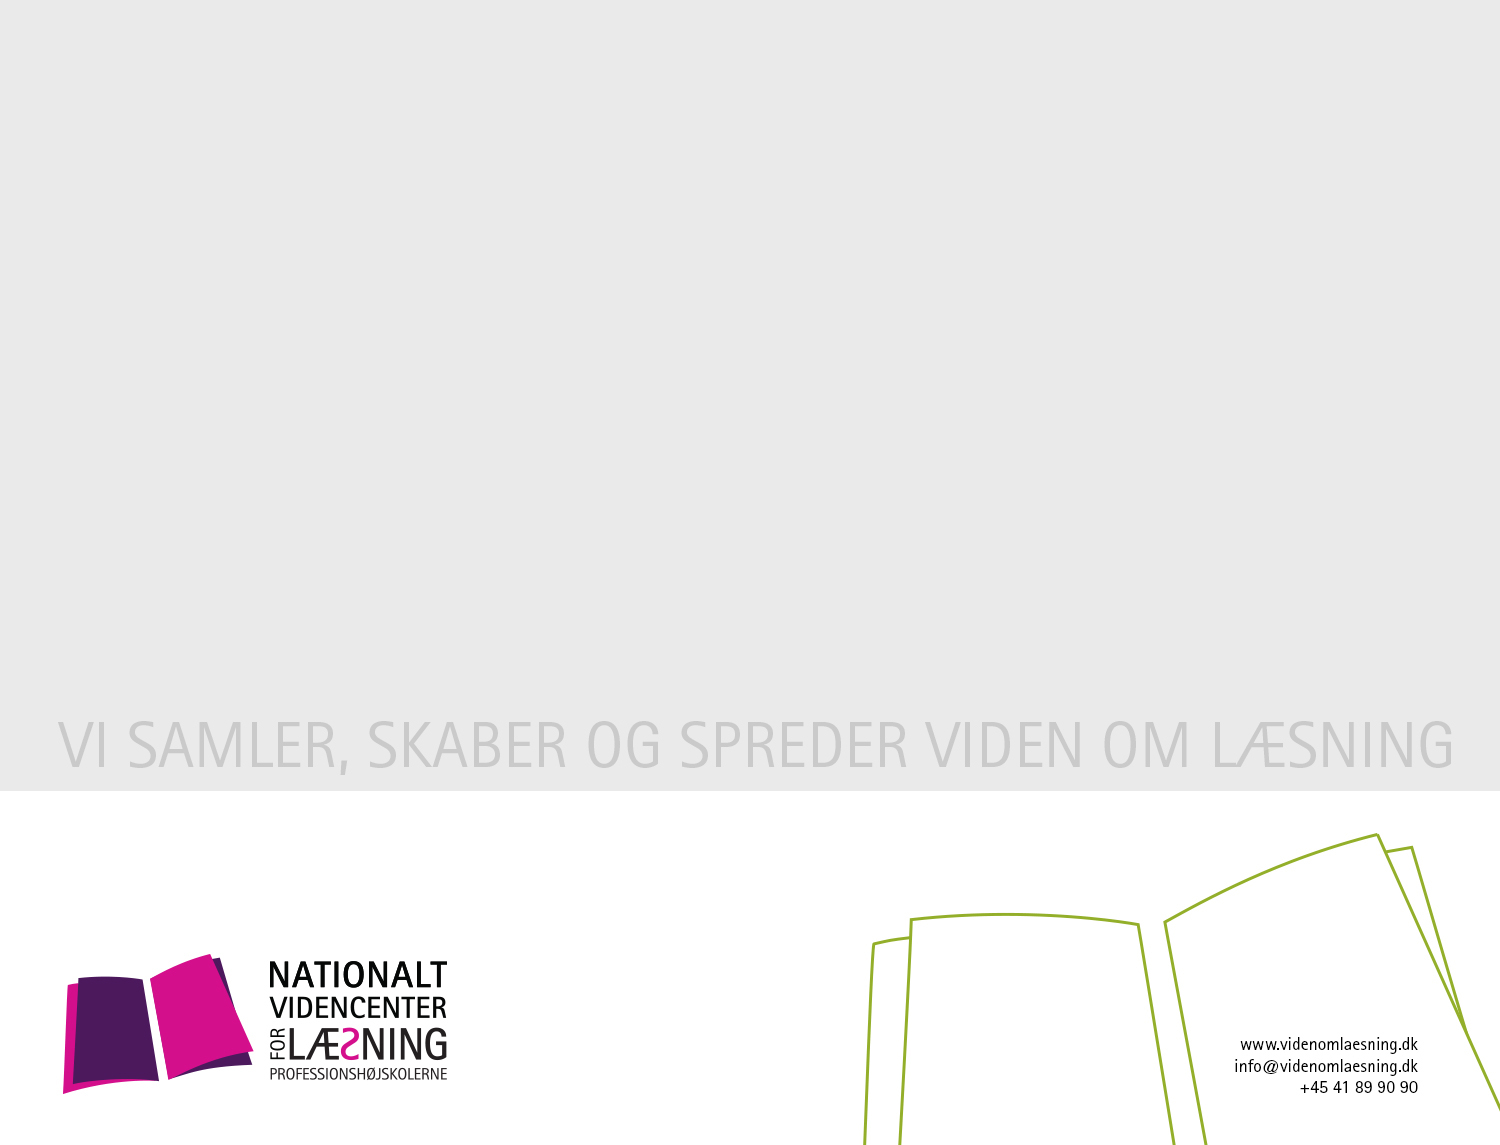 VI SAMLER, SKABER OG SPREDER VIDEN OM LÆSNING
NATIONALT
VIDENCENTER
FOR LÆSNING
PROFESSIONSHØJSKOLERNE
www.videnomlaesning.dk
info@videnomlaesning.dk
+45 41 89 90 90